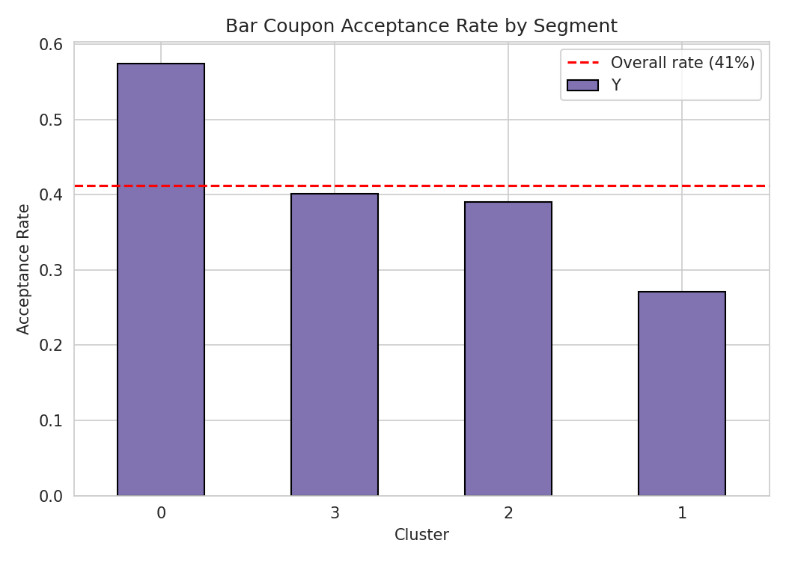 Bar Coupon Acceptance Rate by Segment
Overall rate (41%)
Y
Acceptance Rate
0.6
0.5
0.4
0.3
0.2
0.1
0.0
0 3 2 1
Cluster